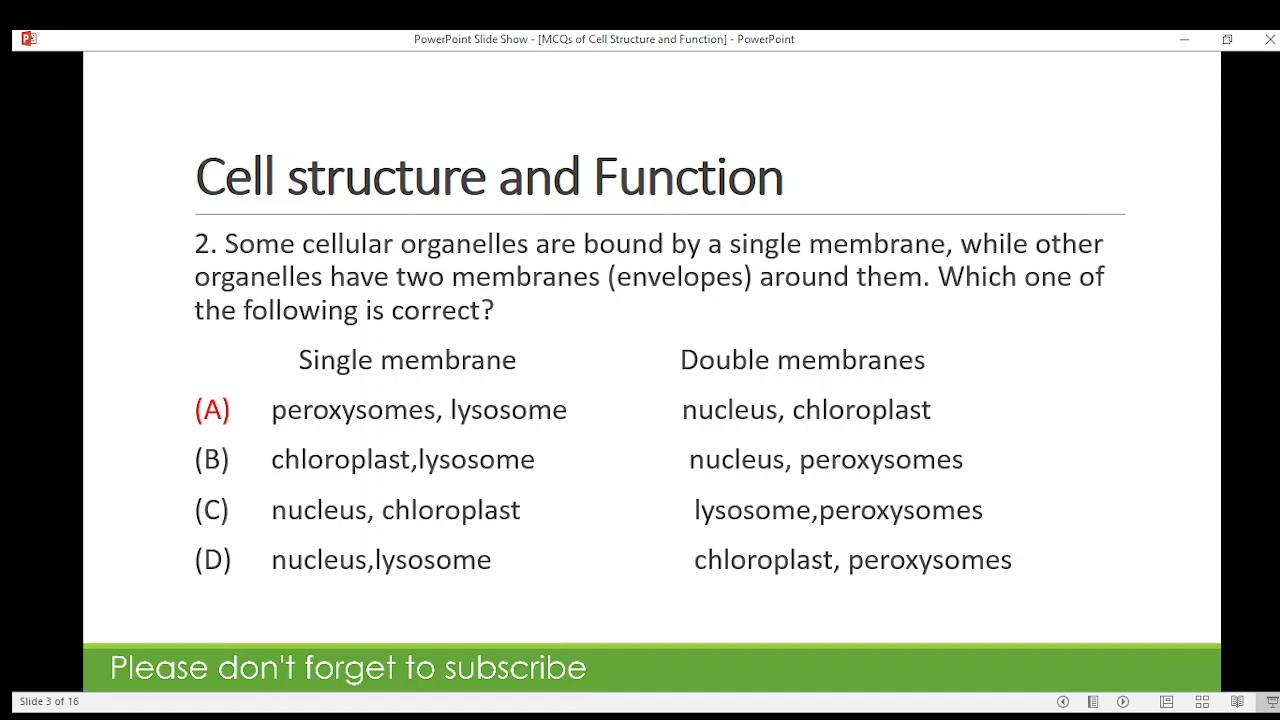 PowerPoint Slide Show - [MCQs of Cell Structure and Function] - PowerPoint
Cell structure and Function
2. Some cellular organelles are bound by a single membrane, while other
organelles have two membranes (envelopes) around them. Which one of
the following is correct?
Single membrane Double membranes
(A) peroxysomes, lysosome nucleus, chloroplast
(B) chloroplast,lysosome nucleus, peroxysomes
(C) nucleus, chloroplast lysosome,peroxysomes
(D) nucleus,lysosome chloroplast, peroxysomes
Please don't forget to subscribe
Slide 3 of 16